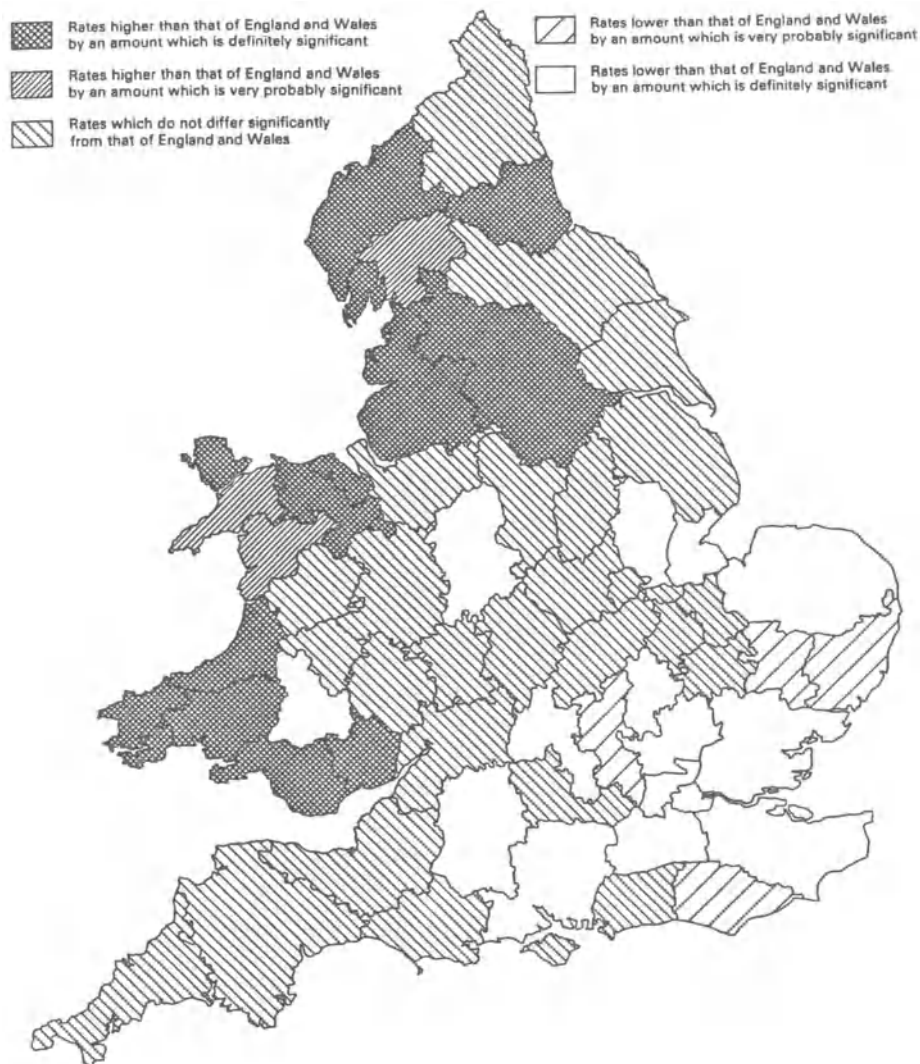 Rates higher than that of England and Wales
by an amount which is definitely significant
Rates higher than that of England and Wales
by an amount which is very probably significant
Rates which do not differ significantly
from that of England and Wales
Rates lower than that of England and Wales
by an amount which is very probably significant
Rates lower than that of England and Wales.
by an amount which is definitely significant